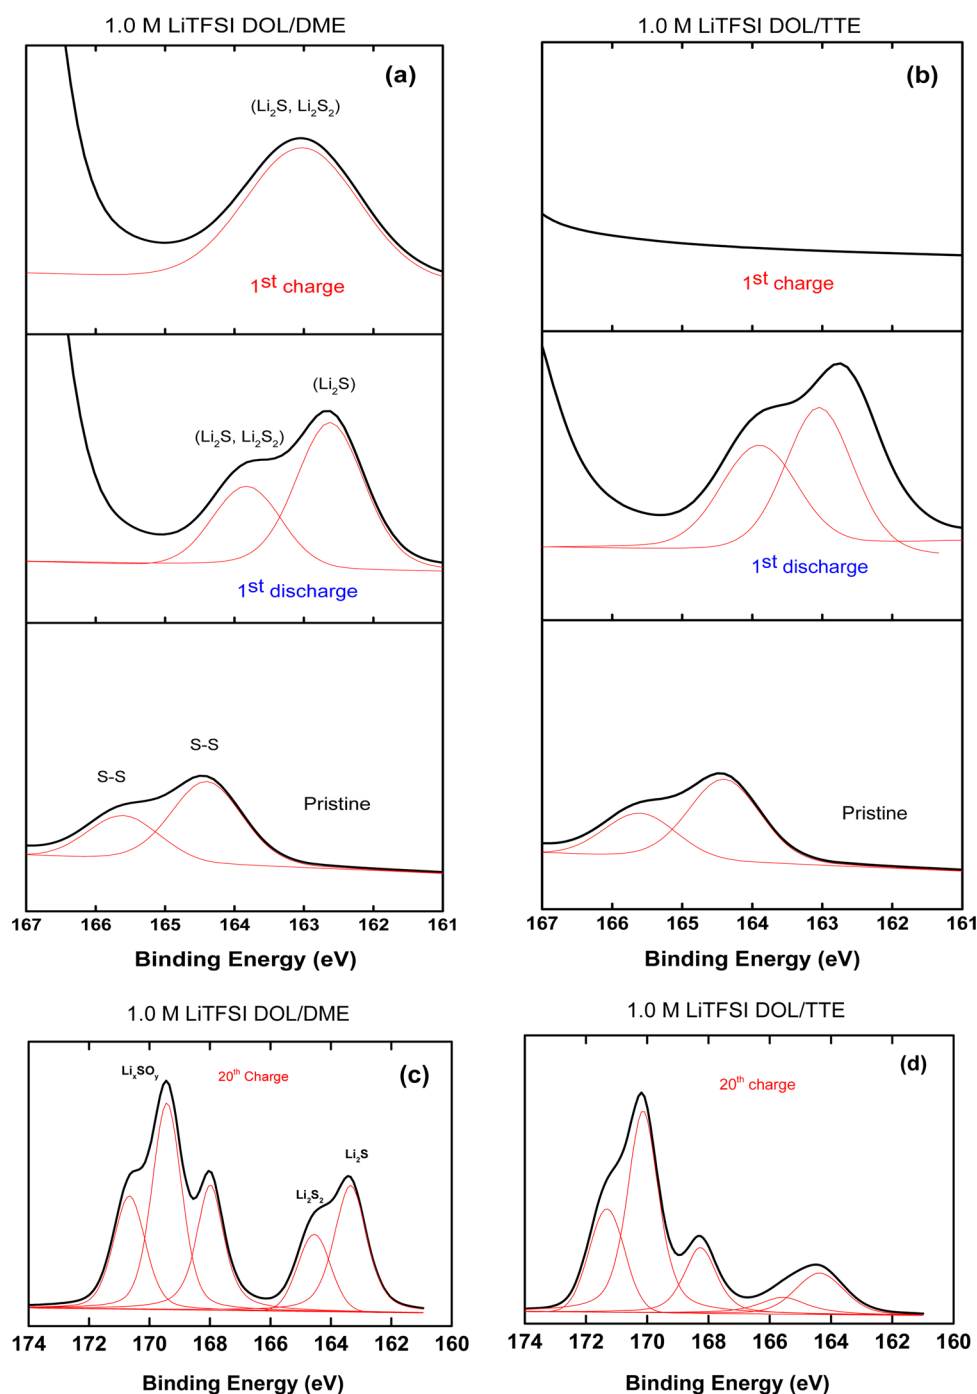 1.0 M LiTFSI DOL/DME
(a)
(Li₂S, Li₂S₂)
1st charge
(Li₂S)
(Li₂S, Li₂S₂)
1st discharge
S-S
S-S
Pristine
167 166 165 164 163 162 161
Binding Energy (eV)
1.0 M LiTFSI DOL/TTE
(b)
1st charge
1st discharge
Pristine
167 166 165 164 163 162 161
Binding Energy (eV)
1.0 M LiTFSI DOL/DME
(c)
LiₓSOᵧ
20th Charge
Li₂S
Li₂S₂
174 172 170 168 166 164 162 160
Binding Energy (eV)
1.0 M LiTFSI DOL/TTE
(d)
20th charge
174 172 170 168 166 164 162 160
Binding Energy (eV)